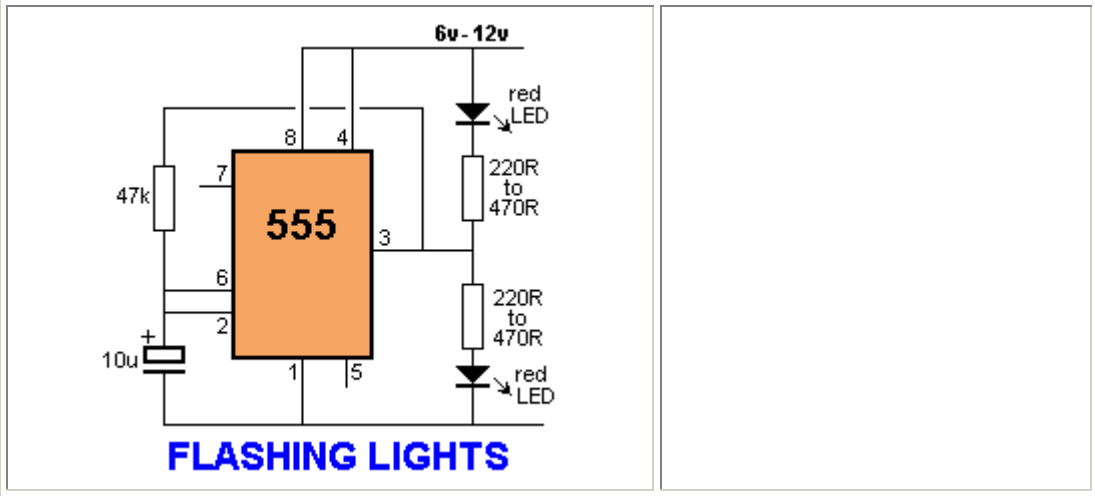 6v - 12v
red
LED
8
4
7
220R
to
470R
47k
555
3
6
220R
to
470R
2
+
10u
1
5
red
LED
FLASHING LIGHTS